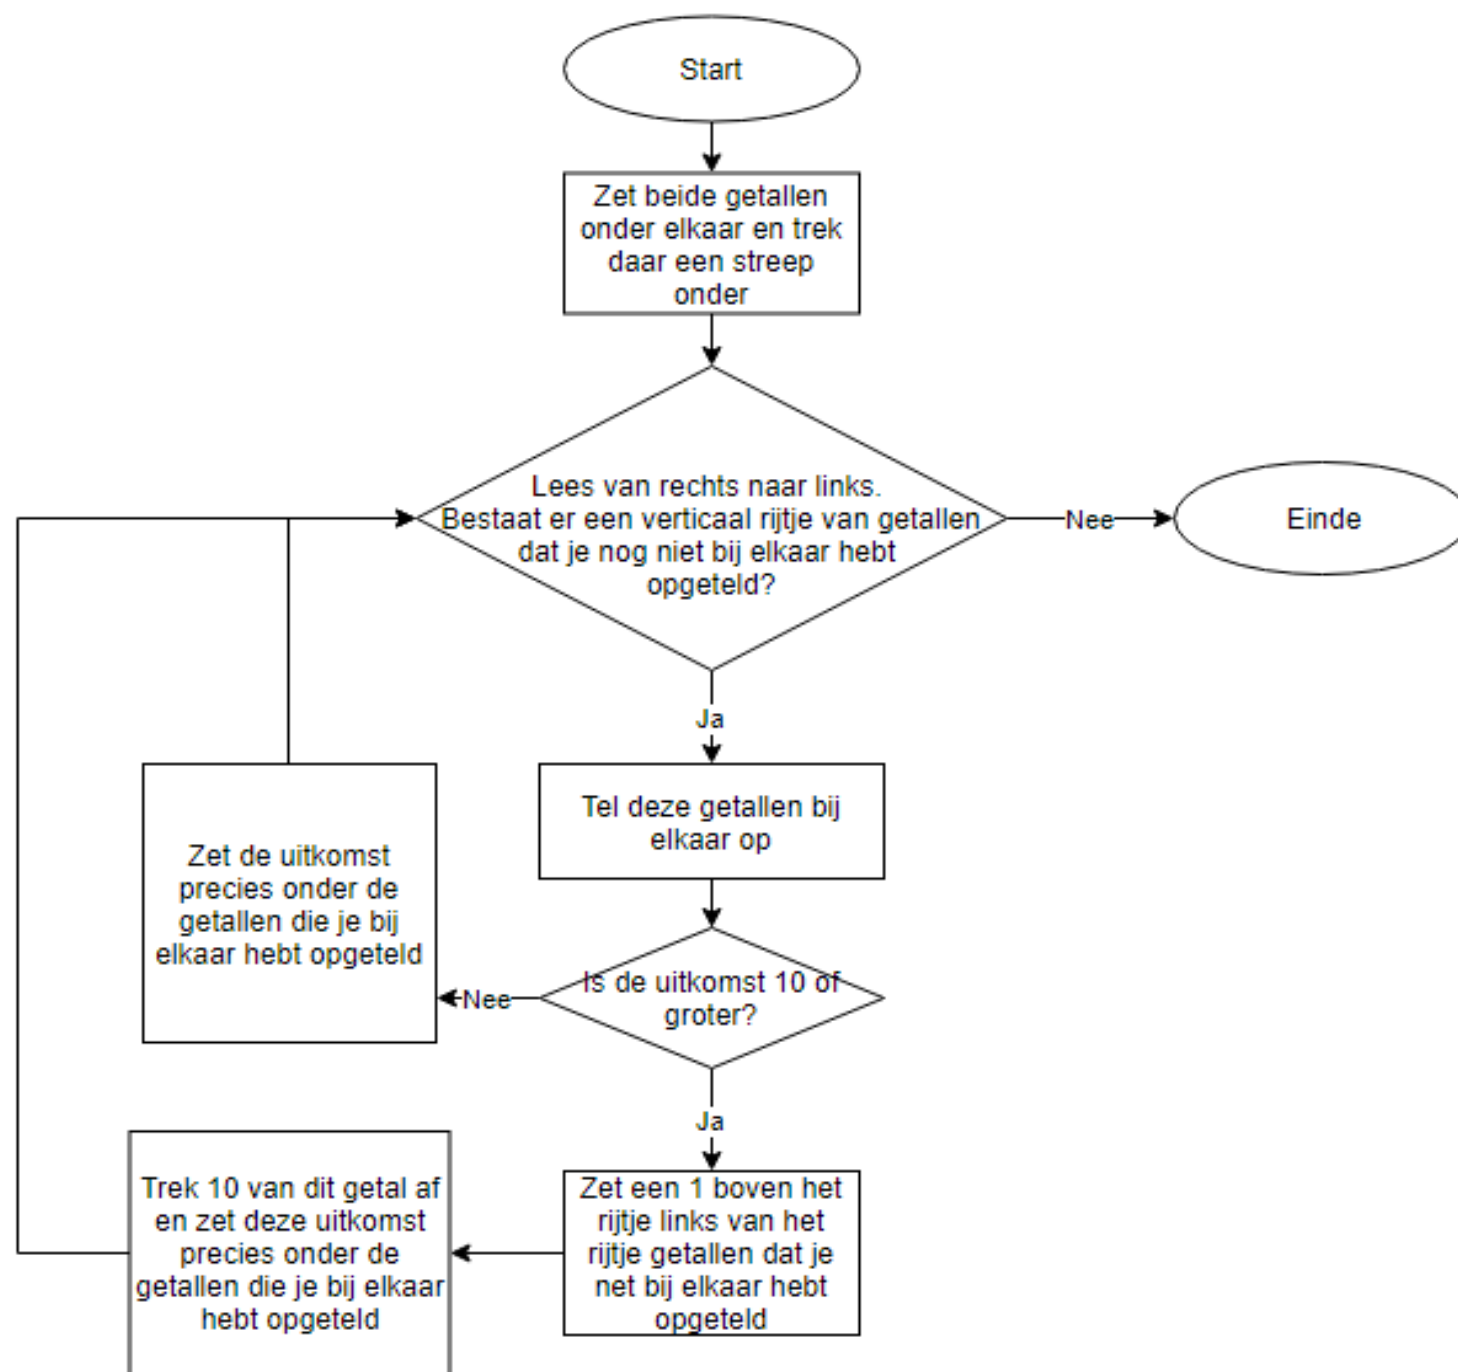 Start
Zet beide getallen
onder elkaar en trek
daar een streep
onder
Lees van rechts naar links.
Bestaat er een verticaal rijtje van getallen
dat je nog niet bij elkaar hebt
opgeteld?
Nee
Einde
Ja
Tel deze getallen bij
elkaar op
Zet de uitkomst
precies onder de
getallen die je bij
elkaar hebt opgeteld
Is de uitkomst 10 of
groter?
Nee
Ja
Zet een 1 boven het
rijtje links van het
rijtje getallen dat je
net bij elkaar hebt
opgeteld
Trek 10 van dit getal af
en zet deze uitkomst
precies onder de
getallen die je bij elkaar
hebt opgeteld